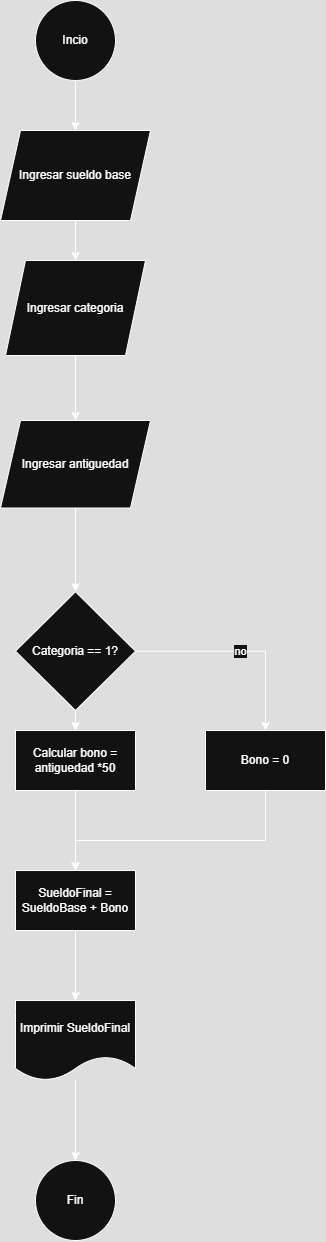 Incio
Ingresar sueldo base
Ingresar categoria
Ingresar antiguedad
Categoria == 1?
no
Calcular bono =
antiguedad *50
Bono = 0
SueldoFinal =
SueldoBase + Bono
Imprimir SueldoFinal
Fin